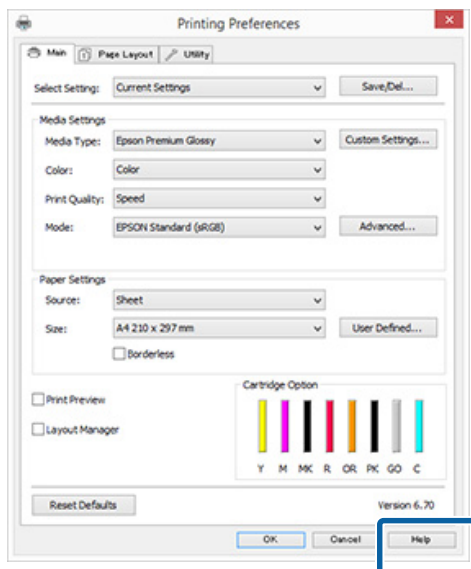 Printing Preferences
Main Page Layout Utility
Select Setting: Current Settings Save/Del...
Media Settings
Media Type: Epson Premium Glossy Custom Settings...
Color: Color
Print Quality: Speed
Mode: EPSON Standard (sRGB) Advanced...
Paper Settings
Source: Sheet
Size: A4 210 x 297 mm User Defined...
Borderless
Cartridge Option
Print Preview
Layout Manager
Y M MK R OR PK GO C
Reset Defaults Version 6.70
OK Cancel Help